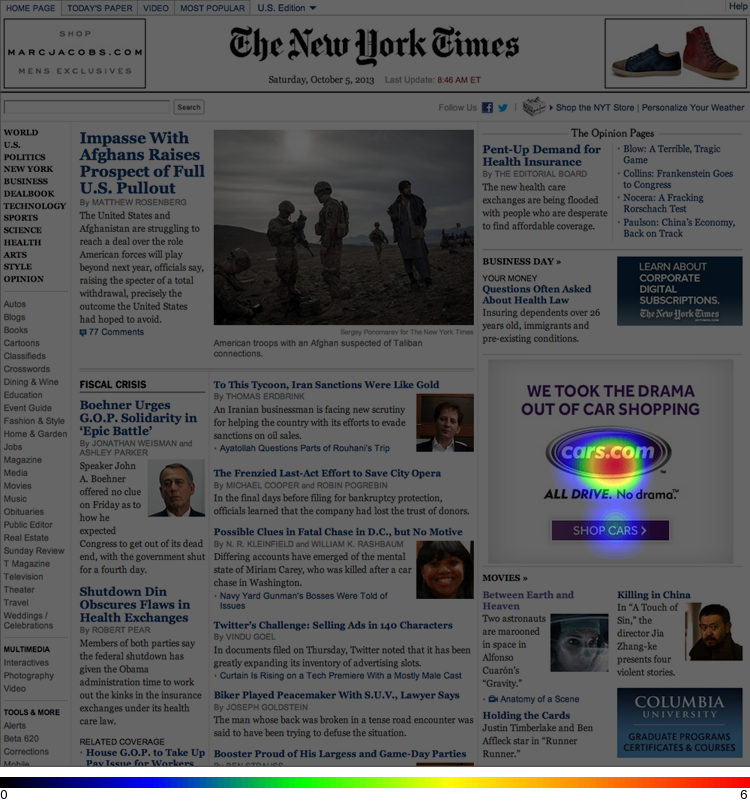 HOME PAGE TODAY'S PAPER VIDEO MOST POPULAR U.S. Edition
Help
SHOP
MARCJACOBS.COM
MENS EXCLUSIVES
The New York Times
Saturday, October 5, 2013 Last Update: 8:46 AM ET
Search
Follow Us
Shop the NYT Store | Personalize Your Weather
WORLD
U.S.
POLITICS
NEW YORK
BUSINESS
DEALBOOK
TECHNOLOGY
SPORTS
SCIENCE
HEALTH
ARTS
STYLE
OPINION
Autos
Blogs
Books
Cartoons
Classifieds
Crosswords
Dining & Wine
Education
Event Guide
Fashion & Style
Home & Garden
Jobs
Magazine
Media
Movies
Music
Obituaries
Public Editor
Real Estate
Sunday Review
T Magazine
Television
Theater
Travel
Weddings /
Celebrations
MULTIMEDIA
Interactives
Photography
Video
TOOLS & MORE
Alerts
Beta 620
Corrections
Mobile
Impasse With
Afghans Raises
Prospect of Full
U.S. Pullout
By MATTHEW ROSENBERG
The United States and
Afghanistan are struggling to
reach a deal over the role
American forces will play
beyond next year, officials say,
raising the specter of a total
withdrawal, precisely the
outcome the United States
had hoped to avoid.
77 Comments
Sergey Ponomarev for The New York Times
American troops with an Afghan suspected of Taliban
connections.
FISCAL CRISIS
Boehner Urges
G.O.P. Solidarity in
‘Epic Battle’
By JONATHAN WEISMAN and
ASHLEY PARKER
Speaker John
A. Boehner
offered no clue
on Friday as to
how he
expected
Congress to get out of its dead
end, with the government shut
for a fourth day.
Shutdown Din
Obscures Flaws in
Health Exchanges
By ROBERT PEAR
Members of both parties say
the federal shutdown has
given the Obama
administration time to work
out the kinks in the insurance
exchanges under its health
care law.
RELATED COVERAGE
· House G.O.P. to Take Up
Pay Issue for Workers
To This Tycoon, Iran Sanctions Were Like Gold
By THOMAS ERDBRINK
An Iranian businessman is facing new scrutiny
for helping the country with its efforts to evade
sanctions on oil sales.
· Ayatollah Questions Parts of Rouhani's Trip
The Frenzied Last-Act Effort to Save City Opera
By MICHAEL COOPER and ROBIN POGREBIN
In the final days before filing for bankruptcy protection,
officials learned that the company had lost the trust of donors.
Possible Clues in Fatal Chase in D.C., but No Motive
By N. R. KLEINFIELD and WILLIAM K. RASHBAUM
Differing accounts have emerged of the mental
state of Miriam Carey, who was killed after a car
chase in Washington.
· Navy Yard Gunman's Bosses Were Told of
Issues
Twitter's Challenge: Selling Ads in 140 Characters
By VINDU GOEL
In documents filed on Thursday, Twitter noted that it has been
greatly expanding its inventory of advertising slots.
· Curtain Is Rising on a Tech Premiere With a Mostly Male Cast
Biker Played Peacemaker With S.U.V., Lawyer Says
By JOSEPH GOLDSTEIN
The man whose back was broken in a tense road encounter was
said to have been trying to defuse the situation.
Booster Proud of His Largess and Game-Day Parties
By BEN STRAUSS
The Opinion Pages
Pent-Up Demand for
Health Insurance
By THE EDITORIAL BOARD
The new health care
exchanges are being flooded
with people who are desperate
to find affordable coverage.
· Blow: A Terrible, Tragic
Game
· Collins: Frankenstein Goes
to Congress
· Nocera: A Fracking
Rorschach Test
· Paulson: China's Economy,
Back on Track
BUSINESS DAY »
YOUR MONEY
Questions Often Asked
About Health Law
Insuring dependents over 26
years old, immigrants and
pre-existing conditions.
LEARN ABOUT
CORPORATE
DIGITAL
SUBSCRIPTIONS.
The New York Times
WE TOOK THE DRAMA
OUT OF CAR SHOPPING
cars.com
ALL DRIVE. No drama.™
SHOP CARS >
MOVIES »
Between Earth and
Heaven
Two astronauts
are marooned
in space in
Alfonso
Cuarón's
“Gravity.”
· Anatomy of a Scene
Holding the Cards
Justin Timberlake and Ben
Affleck star in “Runner
Runner.”
Killing in China
In “A Touch of
Sin,” the
director Jia
Zhang-ke
presents four
violent stories.
COLUMBIA
UNIVERSITY
GRADUATE PROGRAMS
CERTIFICATES & COURSES
0 6